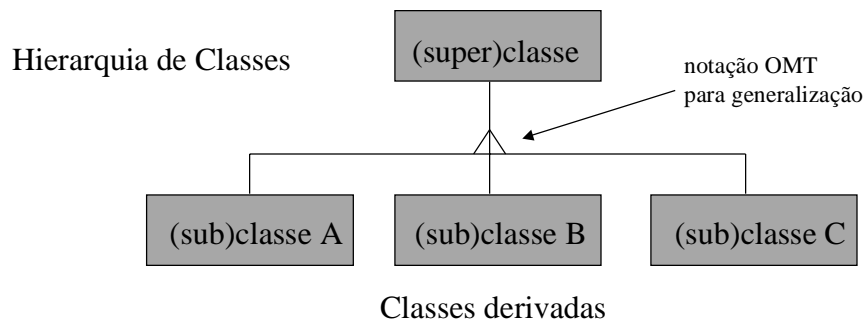 (super)classe
Hierarquia de Classes
notação OMT
para generalização
(sub)classe A
(sub)classe B
(sub)classe C
Classes derivadas